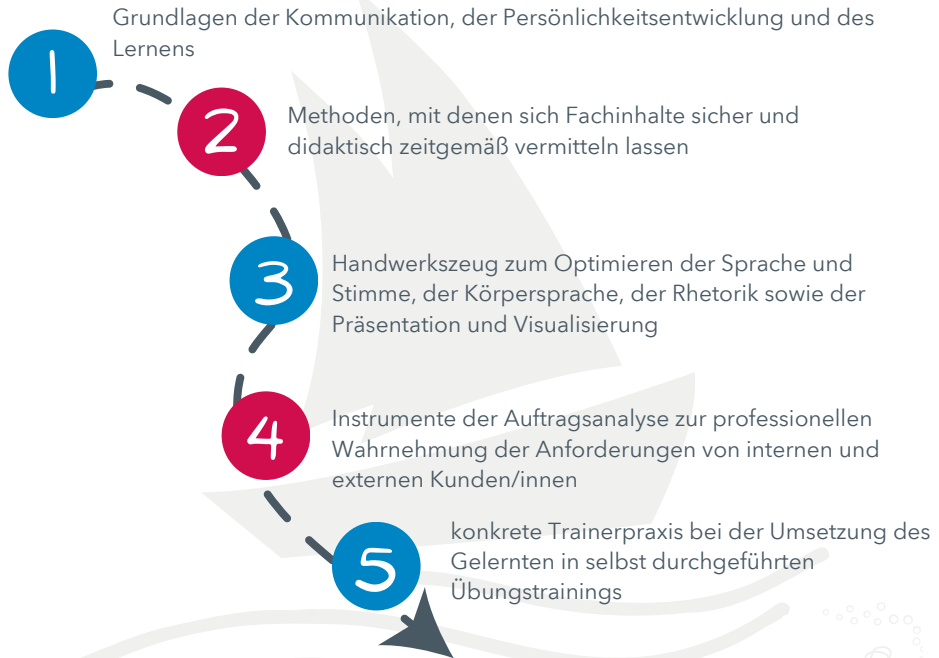 Grundlagen der Kommunikation, der Persönlichkeitsentwicklung und des
Lernens
1
2
Methoden, mit denen sich Fachinhalte sicher und
didaktisch zeitgemäß vermitteln lassen
3
Handwerkszeug zum Optimieren der Sprache und
Stimme, der Körpersprache, der Rhetorik sowie der
Präsentation und Visualisierung
4
Instrumente der Auftragsanalyse zur professionellen
Wahrnehmung der Anforderungen von internen und
externen Kunden/innen
5
konkrete Trainerpraxis bei der Umsetzung des
Gelernten in selbst durchgeführten
Übungstrainings